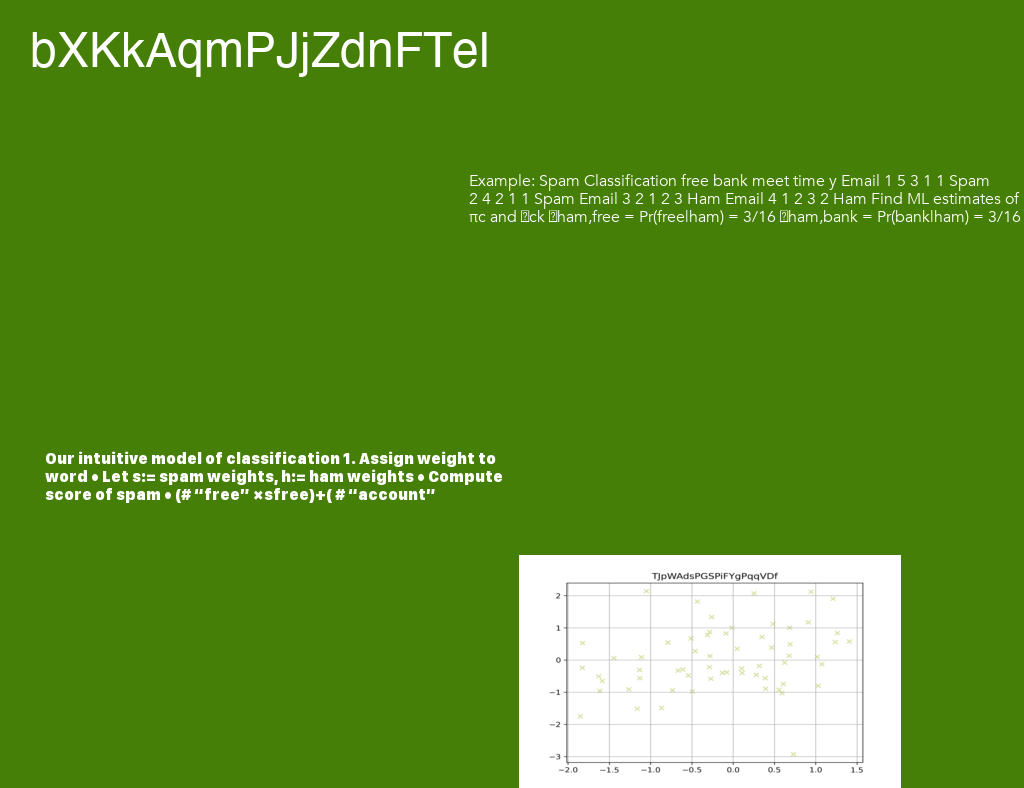 bXKkAqmPJjZdnFTel
Example: Spam Classification free bank meet time y Email 1 5 3 1 1 Spam
2 4 2 1 1 Spam Email 3 2 1 2 3 Ham Email 4 1 2 3 2 Ham Find ML estimates of
πc and ck ham,free = Pr(free|ham) = 3/16 ham,bank = Pr(bank|ham) = 3/16
Our intuitive model of classification 1. Assign weight to
word • Let s:= spam weights, h:= ham weights • Compute
score of spam • (# “free” ×sfree)+( # “account”
TJpWAdsPGSPiFYgPqqVDf
2
1
0
−1
−2
−3
−2.0 −1.5 −1.0 −0.5 0.0 0.5 1.0 1.5